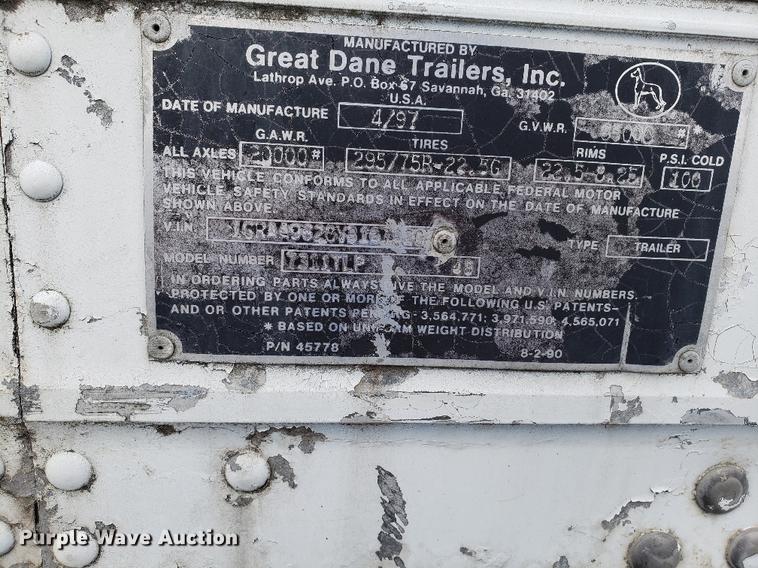 MANUFACTURED BY
Great Dane Trailers, Inc.
Lathrop Ave. P.O. Box 67 Savannah, Ga. 31402
U.S.A.
DATE OF MANUFACTURE 4/97 G.V.W.R. #*
G.A.W.R. TIRES RIMS P.S.I. COLD
ALL AXLES 20000# 295/75R-22.5G 22.5-8.25 100
THIS VEHICLE CONFORMS TO ALL APPLICABLE FEDERAL MOTOR
VEHICLE SAFETY STANDARDS IN EFFECT ON THE DATE OF MANUFACTURE
SHOWN ABOVE.
V.I.N. TYPE TRAILER
MODEL NUMBER
IN ORDERING PARTS ALWAYS GIVE THE MODEL AND V.I.N. NUMBERS.
PROTECTED BY ONE OR MORE OF THE FOLLOWING U.S. PATENTS-
AND OR OTHER PATENTS PENDING - 3,564,771; 3,971,590; 4,565,071
* BASED ON UNIFORM WEIGHT DISTRIBUTION
P/N 45778 8-2-90
Purple Wave Auction